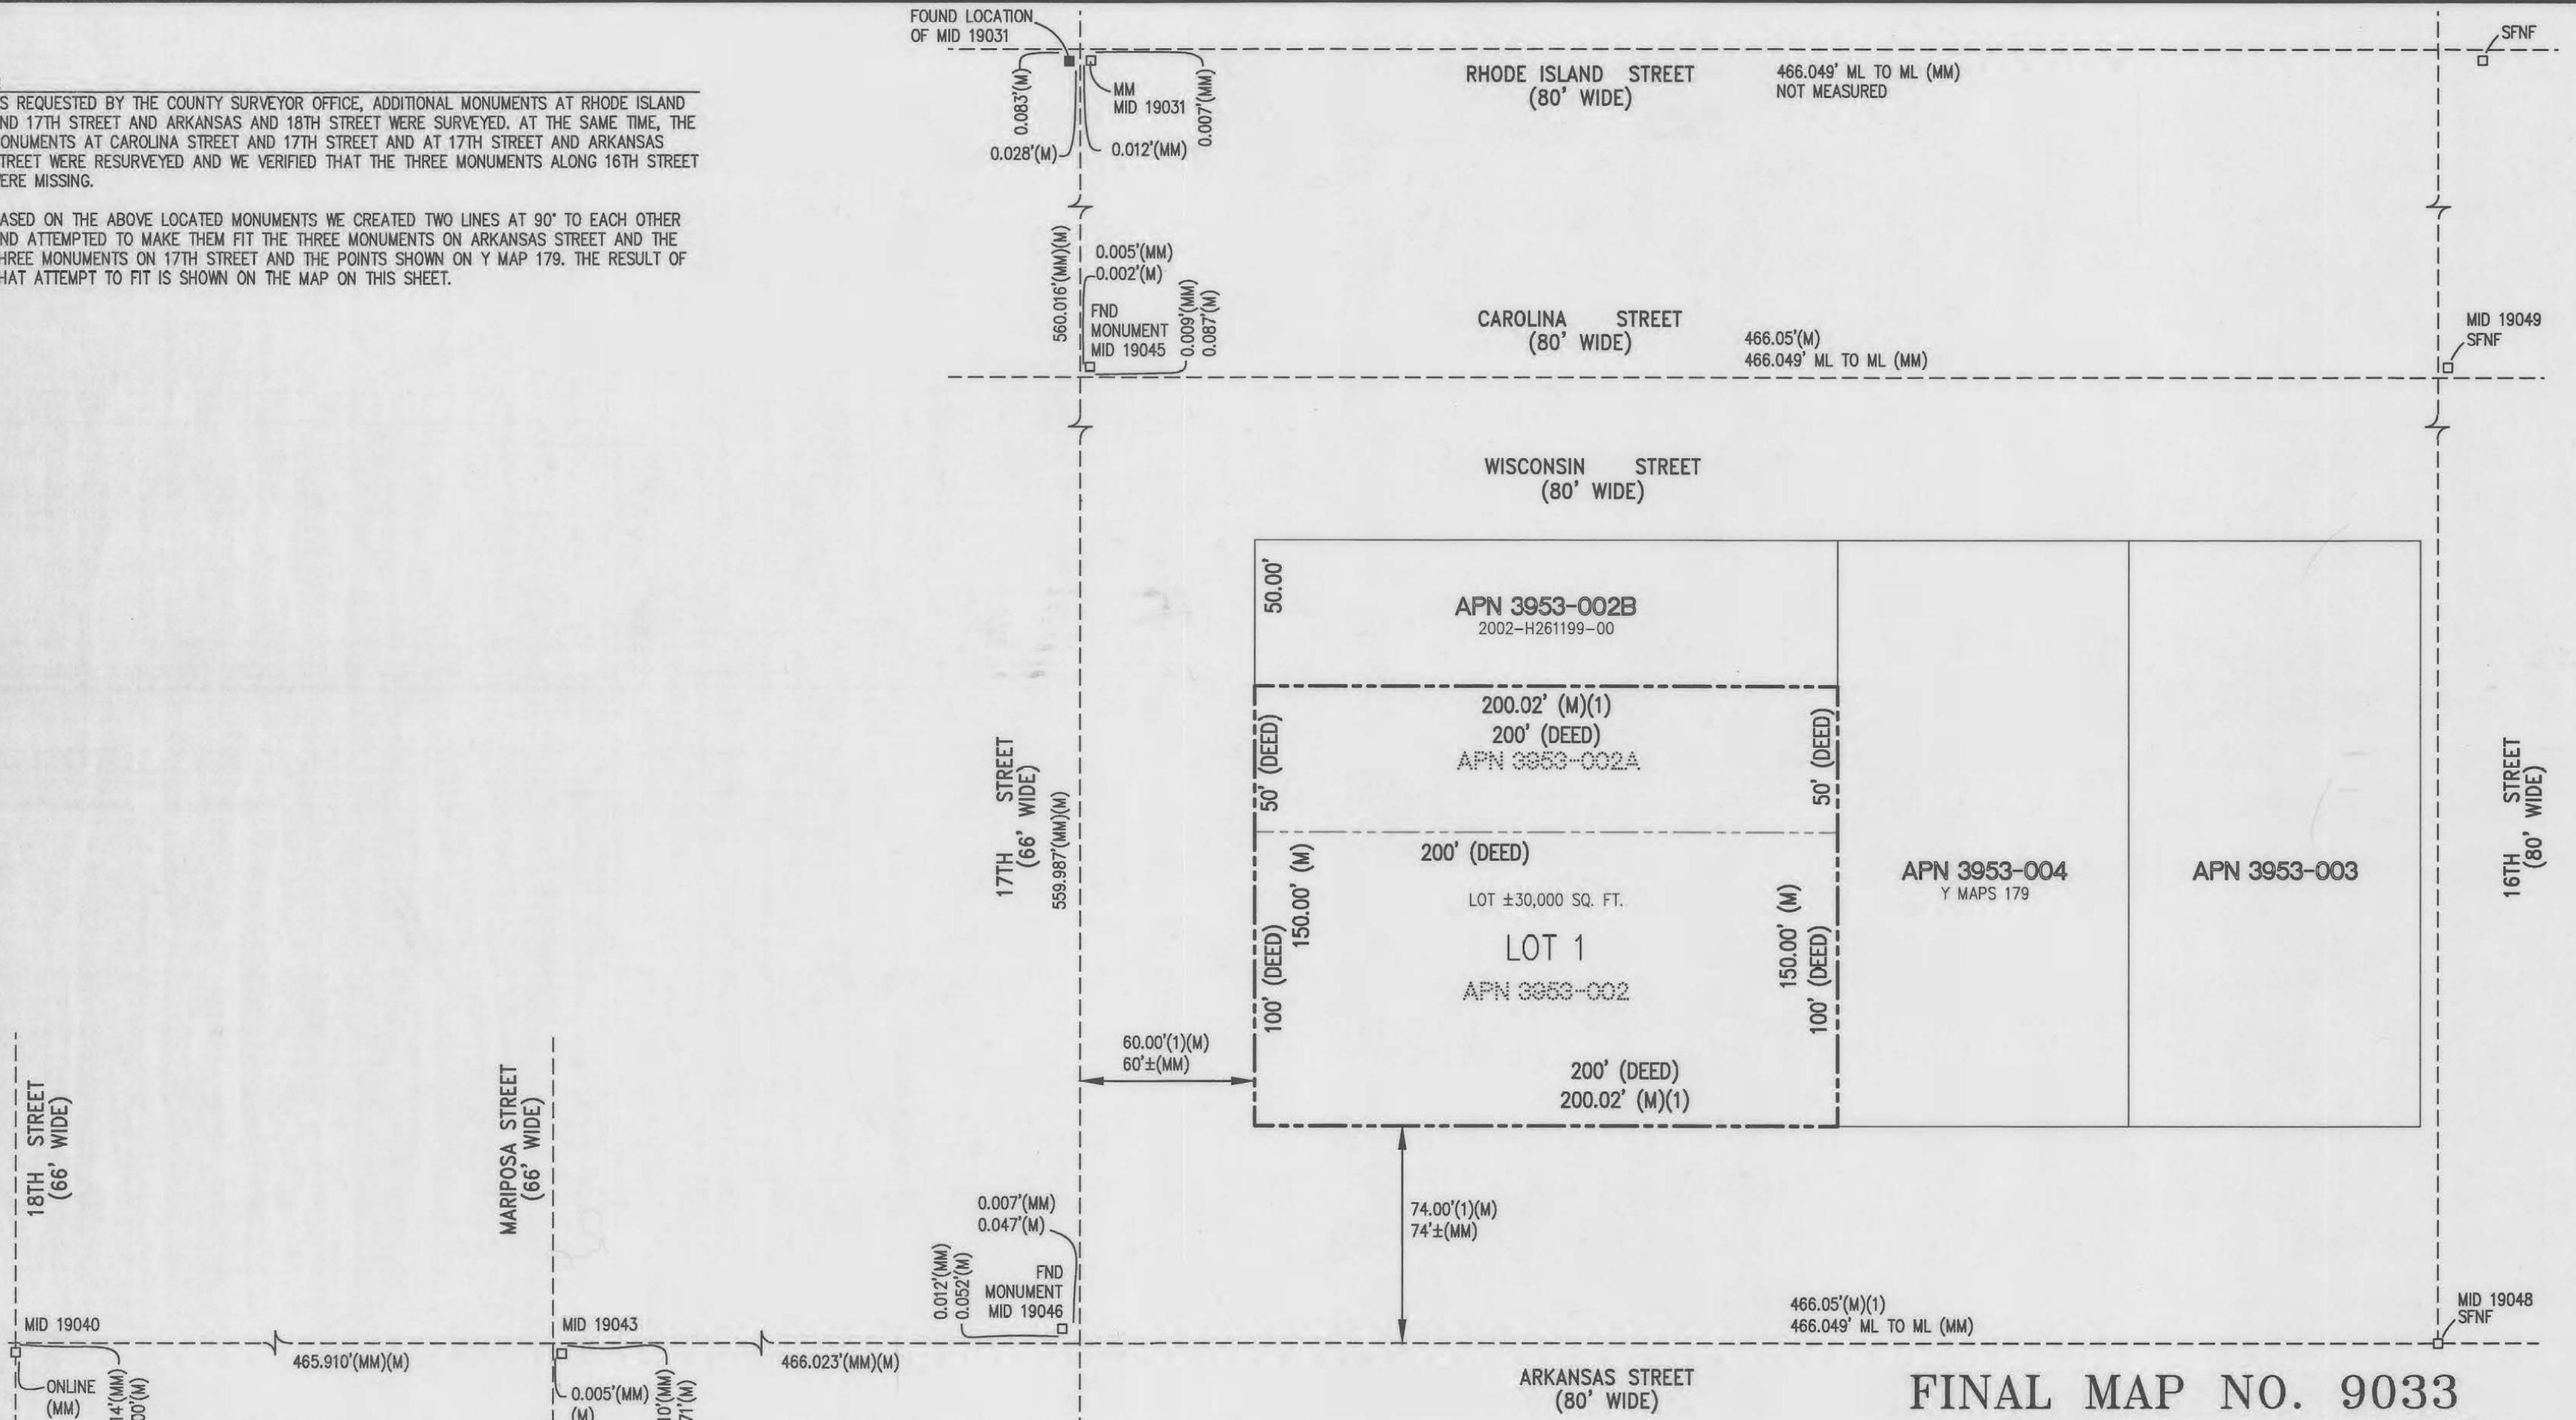 FOUND LOCATION
OF MID 19031
SFNF
S REQUESTED BY THE COUNTY SURVEYOR OFFICE, ADDITIONAL MONUMENTS AT RHODE ISLAND
ND 17TH STREET AND ARKANSAS AND 18TH STREET WERE SURVEYED. AT THE SAME TIME, THE
ONUMENTS AT CAROLINA STREET AND 17TH STREET AND AT 17TH STREET AND ARKANSAS
TREET WERE RESURVEYED AND WE VERIFIED THAT THE THREE MONUMENTS ALONG 16TH STREET
ERE MISSING.
ASED ON THE ABOVE LOCATED MONUMENTS WE CREATED TWO LINES AT 90° TO EACH OTHER
ND ATTEMPTED TO MAKE THEM FIT THE THREE MONUMENTS ON ARKANSAS STREET AND THE
HREE MONUMENTS ON 17TH STREET AND THE POINTS SHOWN ON Y MAP 179. THE RESULT OF
HAT ATTEMPT TO FIT IS SHOWN ON THE MAP ON THIS SHEET.
0.083'(M)
0.028'(M)
MM
MID 19031
0.012'(MM)
0.007'(MM)
RHODE ISLAND STREET
(80' WIDE)
466.049' ML TO ML (MM)
NOT MEASURED
560.016'(MM)(M)
0.005'(MM)
0.002'(M)
FND
MONUMENT
MID 19045
0.009'(MM)
0.087'(M)
CAROLINA STREET
(80' WIDE)
466.05'(M)
466.049' ML TO ML (MM)
MID 19049
SFNF
WISCONSIN STREET
(80' WIDE)
50.00'
APN 3953-002B
2002-H261199-00
200.02' (M)(1)
200' (DEED)
APN 3953-002A
50' (DEED)
50' (DEED)
17TH STREET
(66' WIDE)
559.987'(MM)(M)
200' (DEED)
LOT ±30,000 SQ. FT.
LOT 1
APN 3953-002
100' (DEED)
150.00' (M)
150.00' (M)
100' (DEED)
200' (DEED)
200.02' (M)(1)
APN 3953-004
Y MAPS 179
APN 3953-003
16TH STREET
(80' WIDE)
60.00'(1)(M)
60'±(MM)
18TH STREET
(66' WIDE)
MARIPOSA STREET
(66' WIDE)
74.00'(1)(M)
74'±(MM)
0.007'(MM)
0.047'(M)
0.012'(MM)
0.052'(M)
FND
MONUMENT
MID 19046
466.05'(M)(1)
466.049' ML TO ML (MM)
MID 19048
SFNF
MID 19040
MID 19043
465.910'(MM)(M)
466.023'(MM)(M)
ONLINE
(MM)
14'(MM)
00'(M)
0.005'(MM)
(M)
10'(MM)
71'(M)
ARKANSAS STREET
(80' WIDE)
FINAL MAP NO. 9033